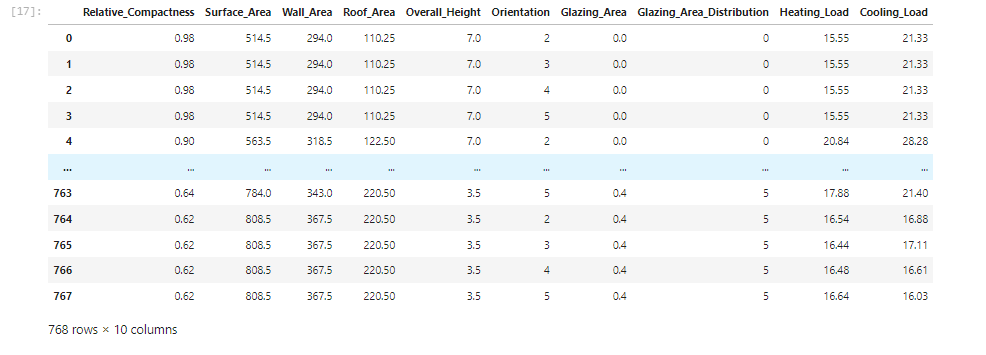 [17]:
Relative_Compactness Surface_Area Wall_Area Roof_Area Overall_Height Orientation Glazing_Area Glazing_Area_Distribution Heating_Load Cooling_Load
0 0.98 514.5 294.0 110.25 7.0 2 0.0 0 15.55 21.33
1 0.98 514.5 294.0 110.25 7.0 3 0.0 0 15.55 21.33
2 0.98 514.5 294.0 110.25 7.0 4 0.0 0 15.55 21.33
3 0.98 514.5 294.0 110.25 7.0 5 0.0 0 15.55 21.33
4 0.90 563.5 318.5 122.50 7.0 2 0.0 0 20.84 28.28
... ... ... ... ... ... ... ... ... ... ...
763 0.64 784.0 343.0 220.50 3.5 5 0.4 5 17.88 21.40
764 0.62 808.5 367.5 220.50 3.5 2 0.4 5 16.54 16.88
765 0.62 808.5 367.5 220.50 3.5 3 0.4 5 16.44 17.11
766 0.62 808.5 367.5 220.50 3.5 4 0.4 5 16.48 16.61
767 0.62 808.5 367.5 220.50 3.5 5 0.4 5 16.64 16.03
768 rows × 10 columns